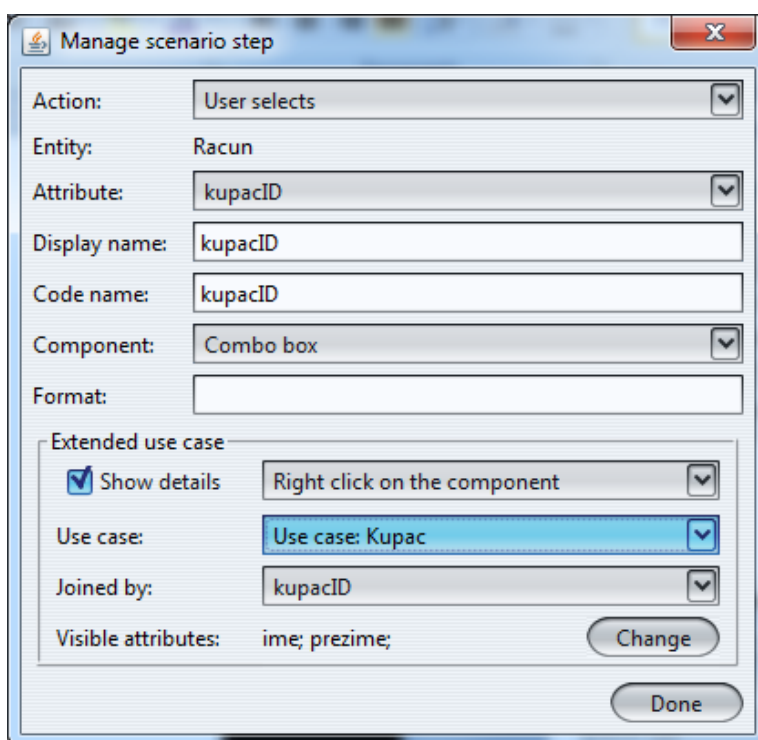 Manage scenario step
Action: User selects
Entity: Racun
Attribute: kupacID
Display name: kupacID
Code name: kupacID
Component: Combo box
Format:
Extended use case
Show details Right click on the component
Use case: Use case: Kupac
Joined by: kupacID
Visible attributes: ime; prezime; Change
Done